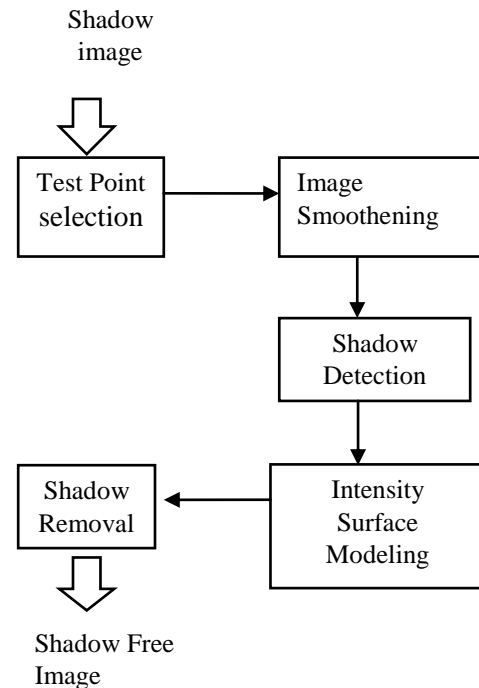 Shadow
image
Test Point
selection
Image
Smoothening
Shadow
Detection
Intensity
Surface
Modeling
Shadow
Removal
Shadow Free
Image